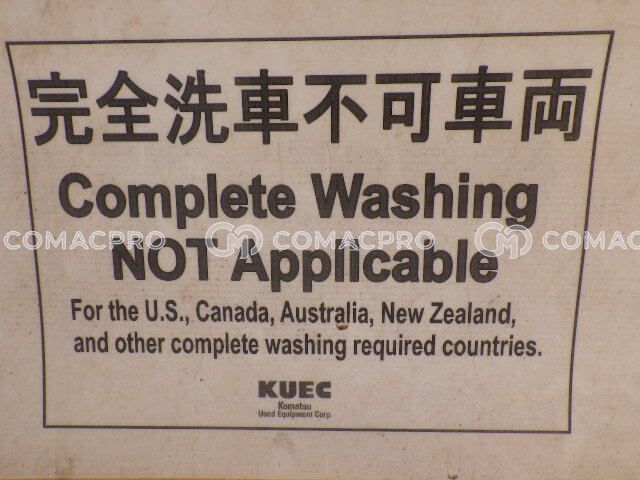 完全洗車不可車両
Complete Washing
COMACPRO COMACPRO COMACPRO
NOT Applicable
For the U.S., Canada, Australia, New Zealand,
and other complete washing required countries.
KUEC
Komatsu
Used Equipment Corp.